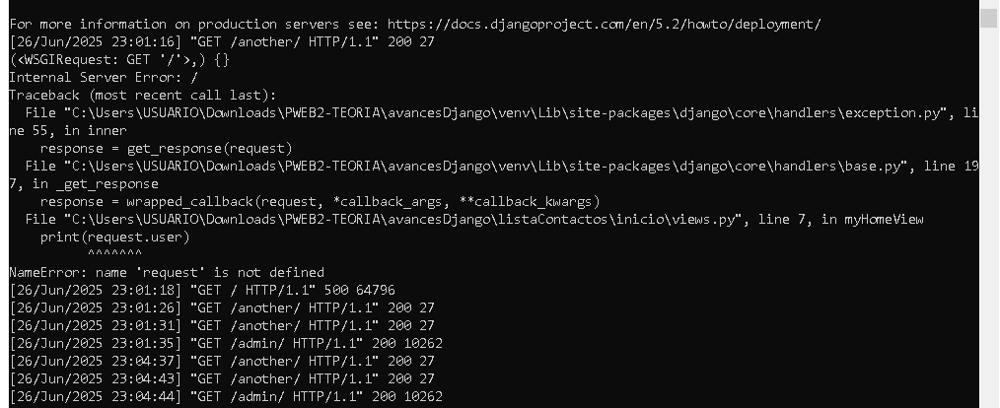 For more information on production servers see: https://docs.djangoproject.com/en/5.2/howto/deployment/
[26/Jun/2025 23:01:16] "GET /another/ HTTP/1.1" 200 27
(<WSGIRequest: GET '/'>,) {}
Internal Server Error: /
Traceback (most recent call last):
  File "C:\Users\USUARIO\Downloads\PWEB2-TEORIA\avancesDjango\venv\Lib\site-packages\django\core\handlers\exception.py", li
ne 55, in inner
    response = get_response(request)
  File "C:\Users\USUARIO\Downloads\PWEB2-TEORIA\avancesDjango\venv\Lib\site-packages\django\core\handlers\base.py", line 19
7, in _get_response
    response = wrapped_callback(request, *callback_args, **callback_kwargs)
  File "C:\Users\USUARIO\Downloads\PWEB2-TEORIA\avancesDjango\listaContactos\inicio\views.py", line 7, in myHomeView
    print(request.user)
          ^^^^^^^
NameError: name 'request' is not defined
[26/Jun/2025 23:01:18] "GET / HTTP/1.1" 500 64796
[26/Jun/2025 23:01:26] "GET /another/ HTTP/1.1" 200 27
[26/Jun/2025 23:01:31] "GET /another/ HTTP/1.1" 200 27
[26/Jun/2025 23:01:35] "GET /admin/ HTTP/1.1" 200 10262
[26/Jun/2025 23:04:37] "GET /another/ HTTP/1.1" 200 27
[26/Jun/2025 23:04:43] "GET /another/ HTTP/1.1" 200 27
[26/Jun/2025 23:04:44] "GET /admin/ HTTP/1.1" 200 10262